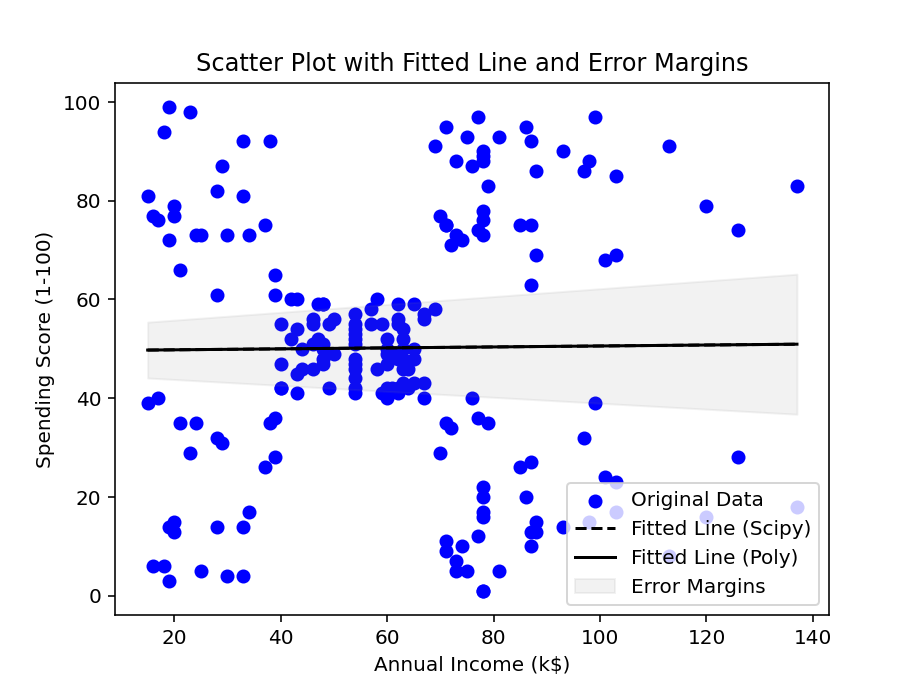 Scatter Plot with Fitted Line and Error Margins
Spending Score (1-100)
100
80
60
40
20
0
Original Data
Fitted Line (Scipy)
Fitted Line (Poly)
Error Margins
20
40
60
80
100
120
140
Annual Income (k$)